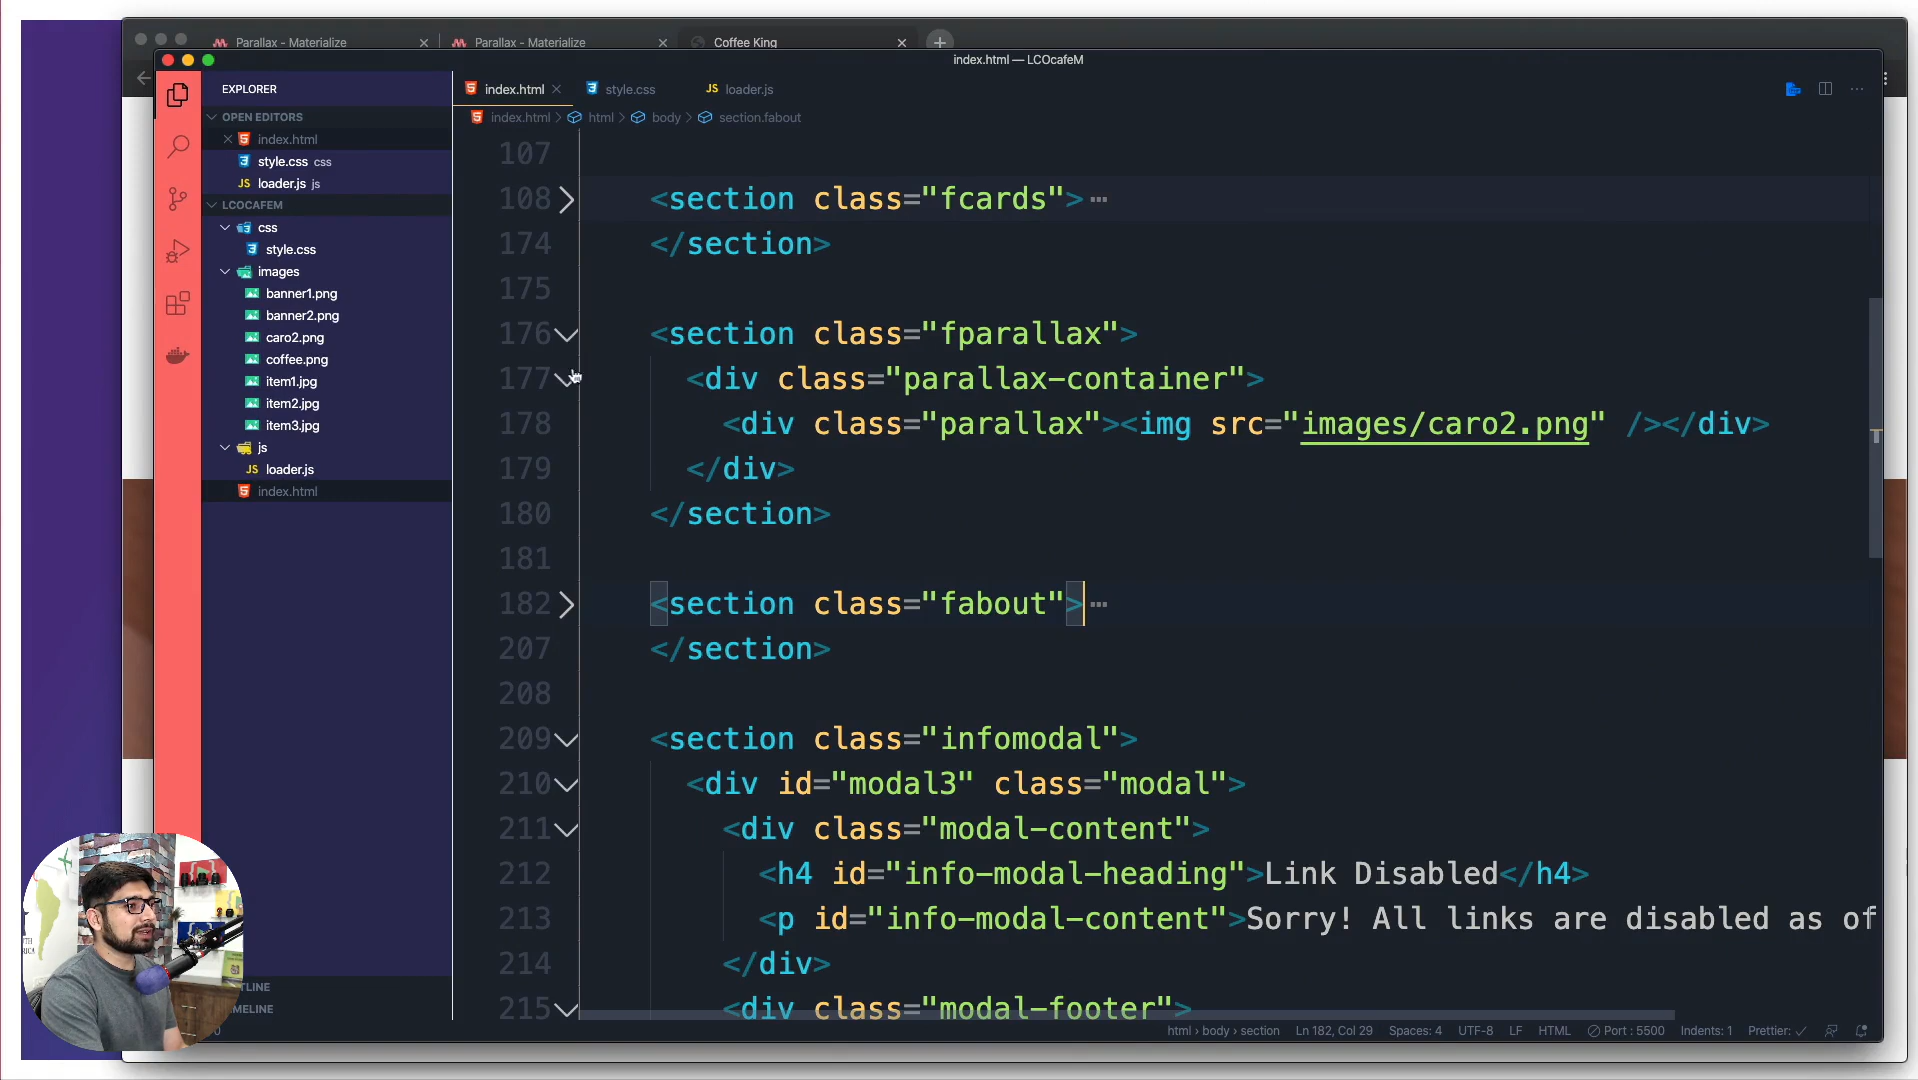 Parallax - Materialize
Parallax - Materialize
Coffee King
index.html — LCOcafeM
EXPLORER
index.html
style.css
JS loader.js
OPEN EDITORS
index.html > html > body > section.fabout
index.html
style.css css
JS loader.js js
LCOCAFEM
css
style.css
images
banner1.png
banner2.png
caro2.png
coffee.png
item1.jpg
item2.jpg
item3.jpg
js
JS loader.js
index.html
107
108 <section class="fcards">
174 </section>
175
176 <section class="fparallax">
177 <div class="parallax-container">
178 <div class="parallax"><img src="images/caro2.png" /></div>
179 </div>
180 </section>
181
182 <section class="fabout">
207 </section>
208
209 <section class="infomodal">
210 <div id="modal3" class="modal">
211 <div class="modal-content">
212 <h4 id="info-modal-heading">Link Disabled</h4>
213 <p id="info-modal-content">Sorry! All links are disabled as of
214 </div>
215 <div class="modal-footer">
TLINE
MELINE
0
html > body > section
Ln 182, Col 29
Spaces: 4
UTF-8
LF
HTML
Port : 5500
Indents: 1
Prettier: ✓